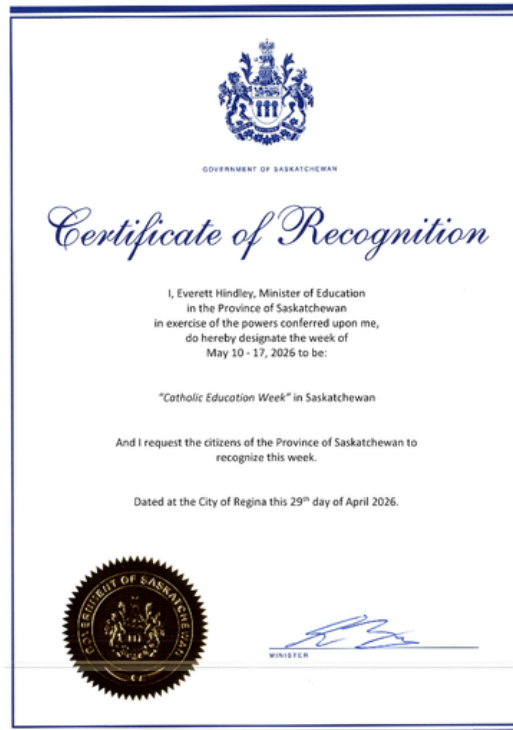 GOVERNMENT OF SASKATCHEWAN
Certificate of Recognition
I, Everett Hindley, Minister of Education
in the Province of Saskatchewan
in exercise of the powers conferred upon me,
do hereby designate the week of
May 10 - 17, 2026 to be:
"Catholic Education Week" in Saskatchewan
And I request the citizens of the Province of Saskatchewan to
recognize this week.
Dated at the City of Regina this 29th day of April 2026.
GOVERNMENT OF SASKATCHEWAN
MINISTER